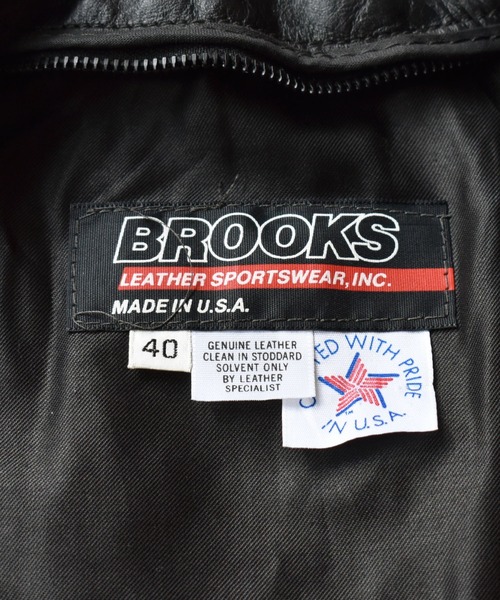 BROOKS
LEATHER SPORTSWEAR, INC.
MADE IN U.S.A.
40
GENUINE LEATHER
CLEAN IN STODDARD
SOLVENT ONLY
BY LEATHER
SPECIALIST
WITH PRIDE
IN U.S.A.